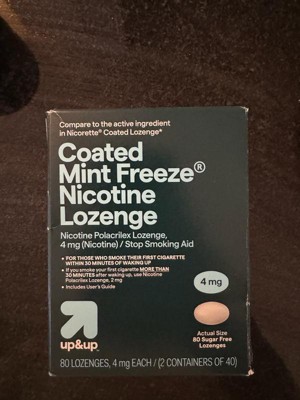 Compare to the active ingredient
in Nicorette® Coated Lozenge*
Coated
Mint Freeze®
Nicotine
Lozenge
Nicotine Polacrilex Lozenge,
4 mg (Nicotine) / Stop Smoking Aid
• FOR THOSE WHO SMOKE THEIR FIRST CIGARETTE
WITHIN 30 MINUTES OF WAKING UP
• If you smoke your first cigarette MORE THAN
30 MINUTES after waking up, use Nicotine
Polacrilex Lozenge, 2 mg
• Includes User's Guide
4 mg
Actual Size
80 Sugar Free
Lozenges
up&up
80 LOZENGES, 4 mg EACH / (2 CONTAINERS OF 40)